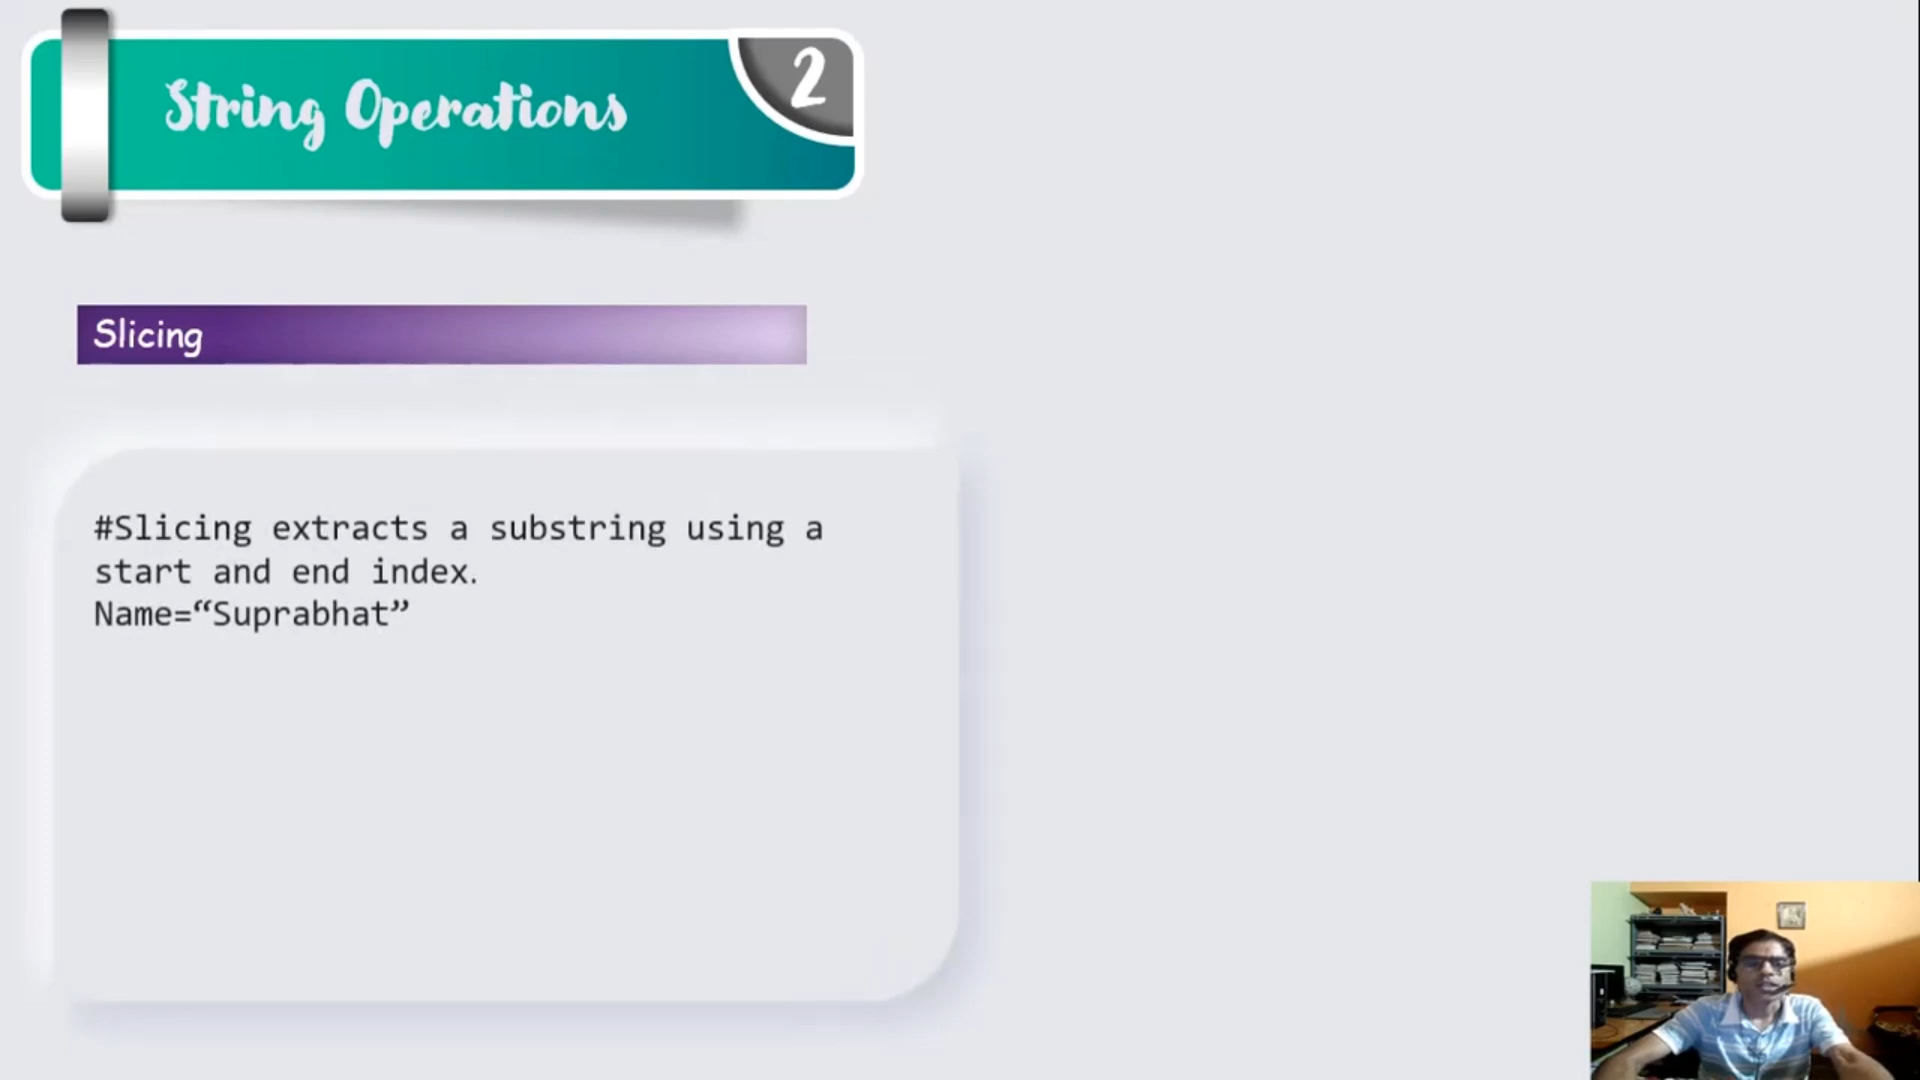 String Operations
2
Slicing
#Slicing extracts a substring using a
start and end index.
Name=“Suprabhat”